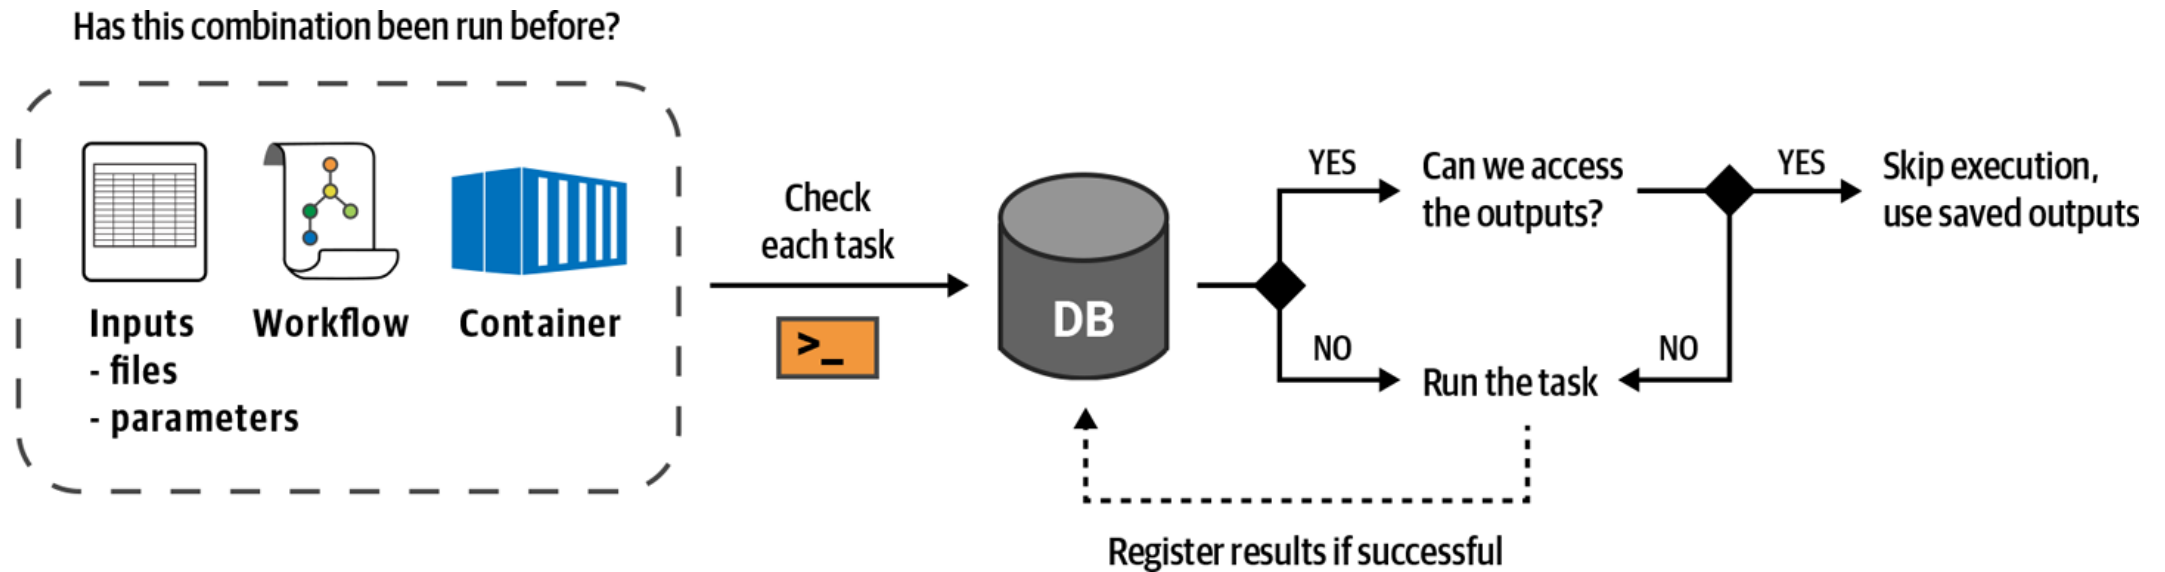 Has this combination been run before?
Inputs
- files
- parameters
Workflow
Container
Check
each task
>_
DB
YES
NO
Can we access
the outputs?
YES
NO
Skip execution,
use saved outputs
Run the task
Register results if successful